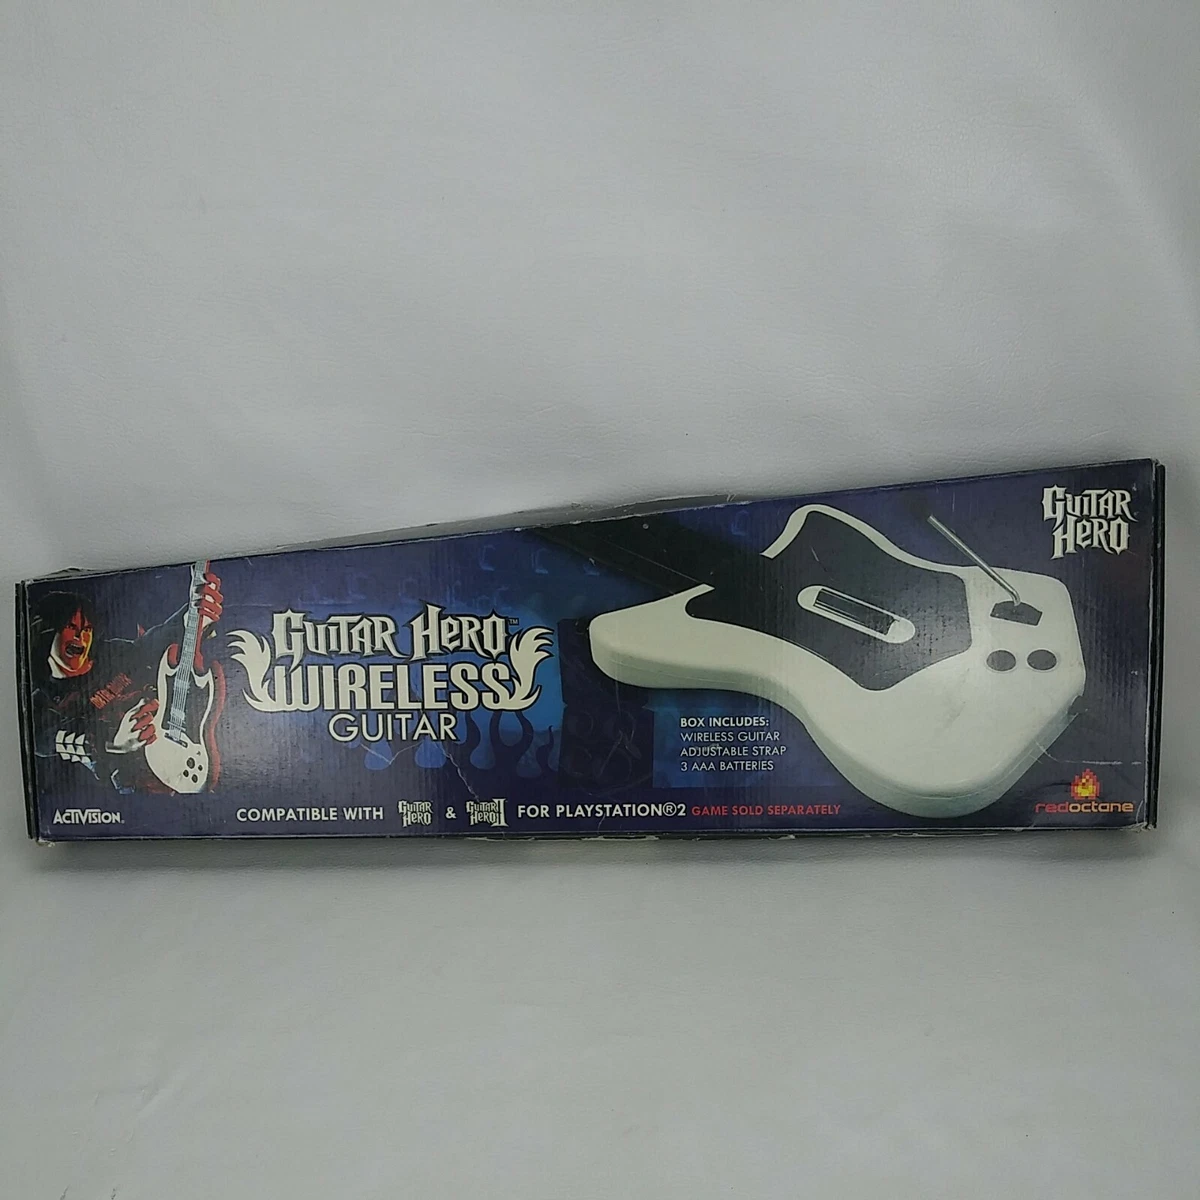 GUITAR
HERO
GUITAR HERO™
WIRELESS
GUITAR
BOX INCLUDES:
WIRELESS GUITAR
ADJUSTABLE STRAP
3 AAA BATTERIES
ACTIVISION.
COMPATIBLE WITH GUITAR HERO & GUITAR HERO II FOR PLAYSTATION®2 GAME SOLD SEPARATELY
redoctane